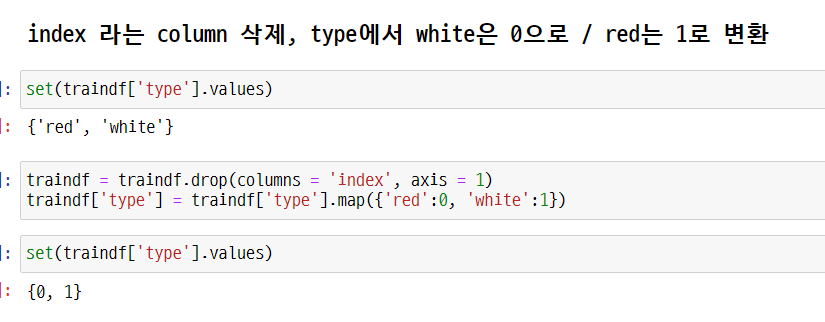 index 라는 column 삭제, type에서 white은 0으로 / red는 1로 변환
]: set(traindf['type'].values)
]: {'red', 'white'}
]: traindf = traindf.drop(columns = 'index', axis = 1)
traindf['type'] = traindf['type'].map({'red':0, 'white':1})
]: set(traindf['type'].values)
]: {0, 1}